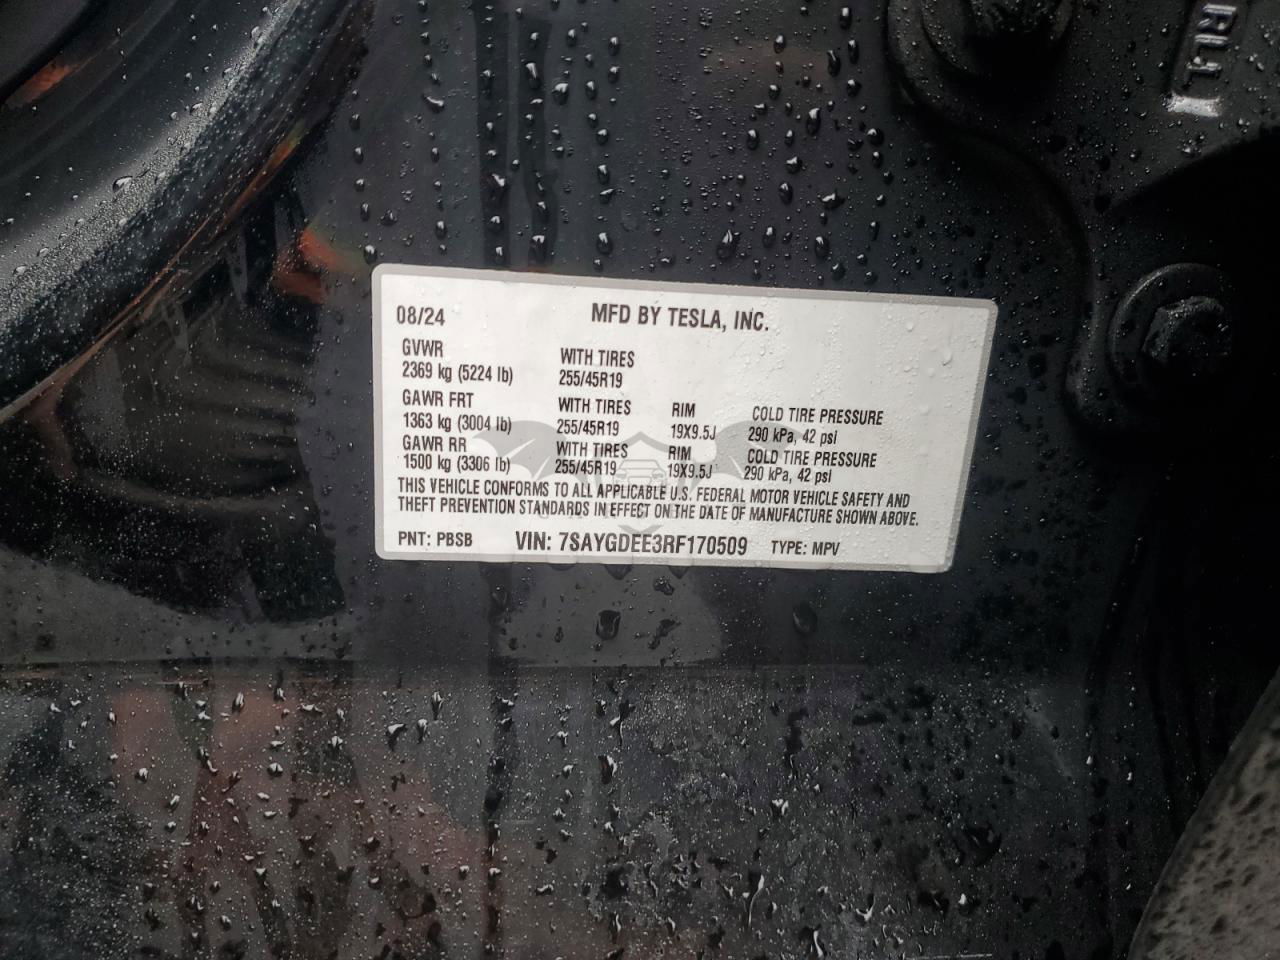 08/24 MFD BY TESLA, INC.
GVWR WITH TIRES
2369 kg (5224 lb) 255/45R19
GAWR FRT WITH TIRES RIM COLD TIRE PRESSURE
1363 kg (3004 lb) 255/45R19 19X9.5J 290 kPa, 42 psi
GAWR RR WITH TIRES RIM COLD TIRE PRESSURE
1500 kg (3306 lb) 255/45R19 19X9.5J 290 kPa, 42 psi
THIS VEHICLE CONFORMS TO ALL APPLICABLE U.S. FEDERAL MOTOR VEHICLE SAFETY AND
THEFT PREVENTION STANDARDS IN EFFECT ON THE DATE OF MANUFACTURE SHOWN ABOVE.
PNT: PBSB VIN: 7SAYGDEE3RF170509 TYPE: MPV